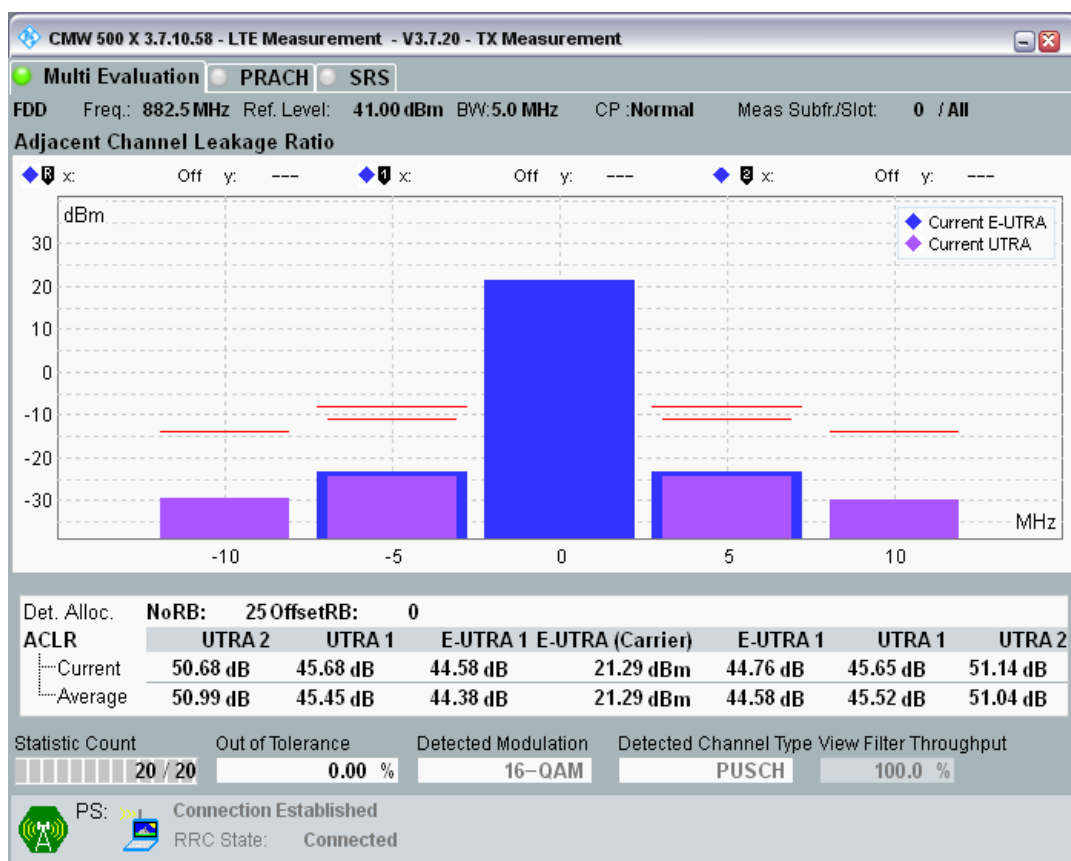 CMW 500 X 3.7.10.58 - LTE Measurement - V3.7.20 - TX Measurement
Multi Evaluation PRACH SRS
FDD Freq.: 882.5 MHz Ref. Level: 41.00 dBm BW:5.0 MHz CP :Normal Meas Subfr./Slot: 0 / All
Adjacent Channel Leakage Ratio
R x: Off y: --- 1 x: Off y: --- 2 x: Off y: ---
dBm
Current E-UTRA
Current UTRA
30
20
10
0
-10
-20
-30
MHz
-10 -5 0 5 10
Det. Alloc. NoRB: 25 OffsetRB: 0
ACLR UTRA 2 UTRA 1 E-UTRA 1 E-UTRA (Carrier) E-UTRA 1 UTRA 1 UTRA 2
Current 50.68 dB 45.68 dB 44.58 dB 21.29 dBm 44.76 dB 45.65 dB 51.14 dB
Average 50.99 dB 45.45 dB 44.38 dB 21.29 dBm 44.58 dB 45.52 dB 51.04 dB
Statistic Count Out of Tolerance Detected Modulation Detected Channel Type View Filter Throughput
20 / 20 0.00 % 16-QAM PUSCH 100.0 %
PS: Connection Established
RRC State: Connected